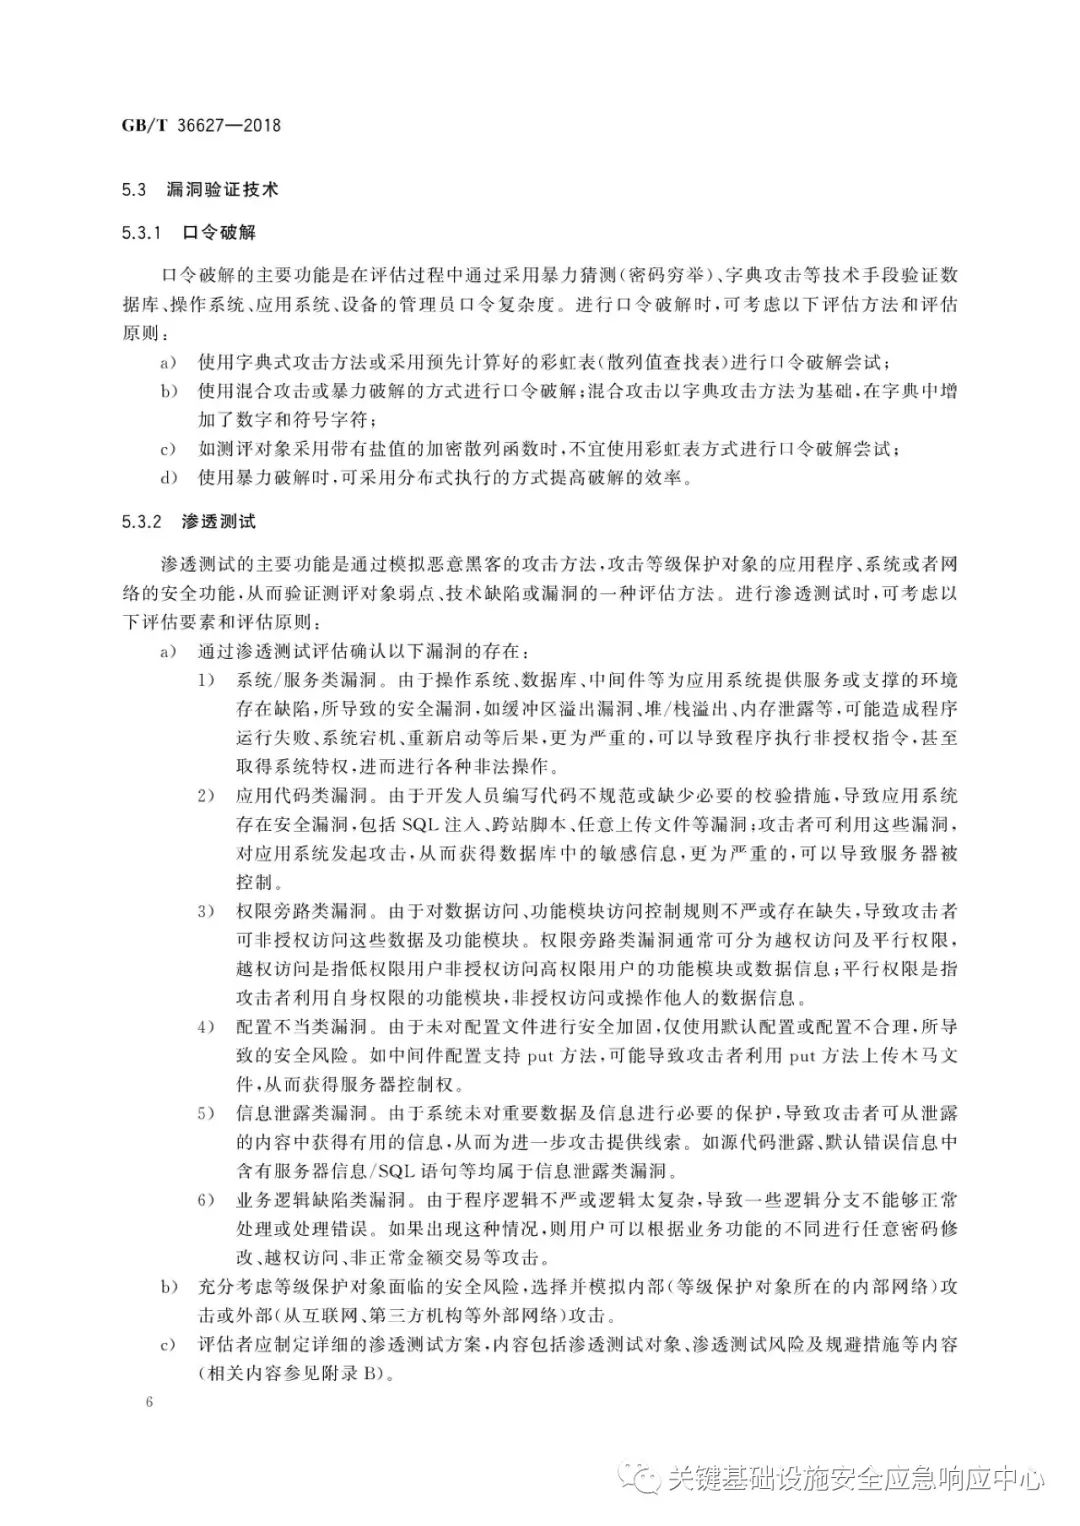 GB/T 36627—2018
5.3 漏洞验证技术
5.3.1 口令破解
口令破解的主要功能是在评估过程中通过采用暴力猜测(密码穷举)、字典攻击等技术手段验证数
据库、操作系统、应用系统、设备的管理员口令复杂度。进行口令破解时,可考虑以下评估方法和评估
原则:
a) 使用字典式攻击方法或采用预先计算好的彩虹表(散列值查找表)进行口令破解尝试;
b) 使用混合攻击或暴力破解的方式进行口令破解;混合攻击以字典攻击方法为基础,在字典中增
加了数字和符号字符;
c) 如测评对象采用带有盐值的加密散列函数时,不宜使用彩虹表方式进行口令破解尝试;
d) 使用暴力破解时,可采用分布式执行的方式提高破解的效率。
5.3.2 渗透测试
渗透测试的主要功能是通过模拟恶意黑客的攻击方法,攻击等级保护对象的应用程序、系统或者网
络的安全功能,从而验证测评对象弱点、技术缺陷或漏洞的一种评估方法。进行渗透测试时,可考虑以
下评估要素和评估原则:
a) 通过渗透测试评估确认以下漏洞的存在:
1) 系统/服务类漏洞。由于操作系统、数据库、中间件等为应用系统提供服务或支撑的环境
存在缺陷,所导致的安全漏洞,如缓冲区溢出漏洞、堆/栈溢出、内存泄露等,可能造成程序
运行失败、系统宕机、重新启动等后果,更为严重的,可以导致程序执行非授权指令,甚至
取得系统特权,进而进行各种非法操作。
2) 应用代码类漏洞。由于开发人员编写代码不规范或缺少必要的校验措施,导致应用系统
存在安全漏洞,包括 SQL 注入、跨站脚本、任意上传文件等漏洞;攻击者可利用这些漏洞,
对应用系统发起攻击,从而获得数据库中的敏感信息,更为严重的,可以导致服务器被
控制。
3) 权限旁路类漏洞。由于对数据访问、功能模块访问控制规则不严或存在缺失,导致攻击者
可非授权访问这些数据及功能模块。权限旁路类漏洞通常可分为越权访问及平行权限,
越权访问是指低权限用户非授权访问高权限用户的功能模块或数据信息;平行权限是指
攻击者利用自身权限的功能模块,非授权访问或操作他人的数据信息。
4) 配置不当类漏洞。由于未对配置文件进行安全加固,仅使用默认配置或配置不合理,所导
致的安全风险。如中间件配置支持 put 方法,可能导致攻击者利用 put 方法上传木马文
件,从而获得服务器控制权。
5) 信息泄露类漏洞。由于系统未对重要数据及信息进行必要的保护,导致攻击者可从泄露
的内容中获得有用的信息,从而为进一步攻击提供线索。如源代码泄露、默认错误信息中
含有服务器信息/SQL 语句等均属于信息泄露类漏洞。
6) 业务逻辑缺陷类漏洞。由于程序逻辑不严或逻辑太复杂,导致一些逻辑分支不能够正常
处理或处理错误。如果出现这种情况,则用户可以根据业务功能的不同进行任意密码修
改、越权访问、非正常金额交易等攻击。
b) 充分考虑等级保护对象面临的安全风险,选择并模拟内部(等级保护对象所在的内部网络)攻
击或外部(从互联网、第三方机构等外部网络)攻击。
c) 评估者应制定详细的渗透测试方案,内容包括渗透测试对象、渗透测试风险及规避措施等内容
(相关内容参见附录 B)。
6
关键基础设施安全应急响应中心